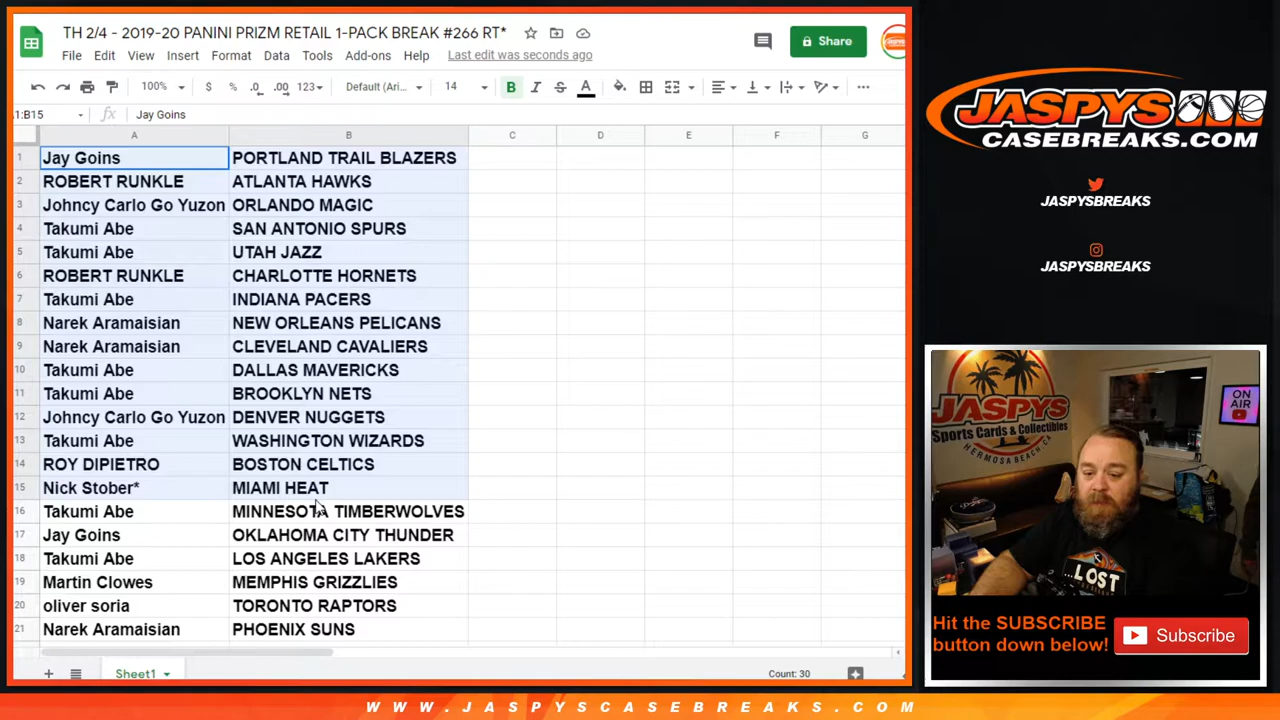 TH 2/4 - 2019-20 PANINI PRIZM RETAIL 1-PACK BREAK #266 RT*
File Edit View Insert Format Data Tools Add-ons Help Last edit was seconds ago
Share
100% $ % .0 .00 123 Default (Ari... 14 B I S A
1:B15 fx Jay Goins
A B C D E F G
1 Jay Goins PORTLAND TRAIL BLAZERS
2 ROBERT RUNKLE ATLANTA HAWKS
3 Johncy Carlo Go Yuzon ORLANDO MAGIC
4 Takumi Abe SAN ANTONIO SPURS
5 Takumi Abe UTAH JAZZ
6 ROBERT RUNKLE CHARLOTTE HORNETS
7 Takumi Abe INDIANA PACERS
8 Narek Aramaisian NEW ORLEANS PELICANS
9 Narek Aramaisian CLEVELAND CAVALIERS
10 Takumi Abe DALLAS MAVERICKS
11 Takumi Abe BROOKLYN NETS
12 Johncy Carlo Go Yuzon DENVER NUGGETS
13 Takumi Abe WASHINGTON WIZARDS
14 ROY DIPIETRO BOSTON CELTICS
15 Nick Stober* MIAMI HEAT
16 Takumi Abe MINNESOTA TIMBERWOLVES
17 Jay Goins OKLAHOMA CITY THUNDER
18 Takumi Abe LOS ANGELES LAKERS
19 Martin Clowes MEMPHIS GRIZZLIES
20 oliver soria TORONTO RAPTORS
21 Narek Aramaisian PHOENIX SUNS
Sheet1 Count: 30
JASPYS
CASEBREAKS.COM
JASPYSBREAKS
JASPYSBREAKS
JASPYS
Sports Cards & Collectibles
HERMOSA BEACH, CA
ON AIR
...LOST
Hit the SUBSCRIBE
button down below!
Subscribe
WWW.JASPYSCASEBREAKS.COM